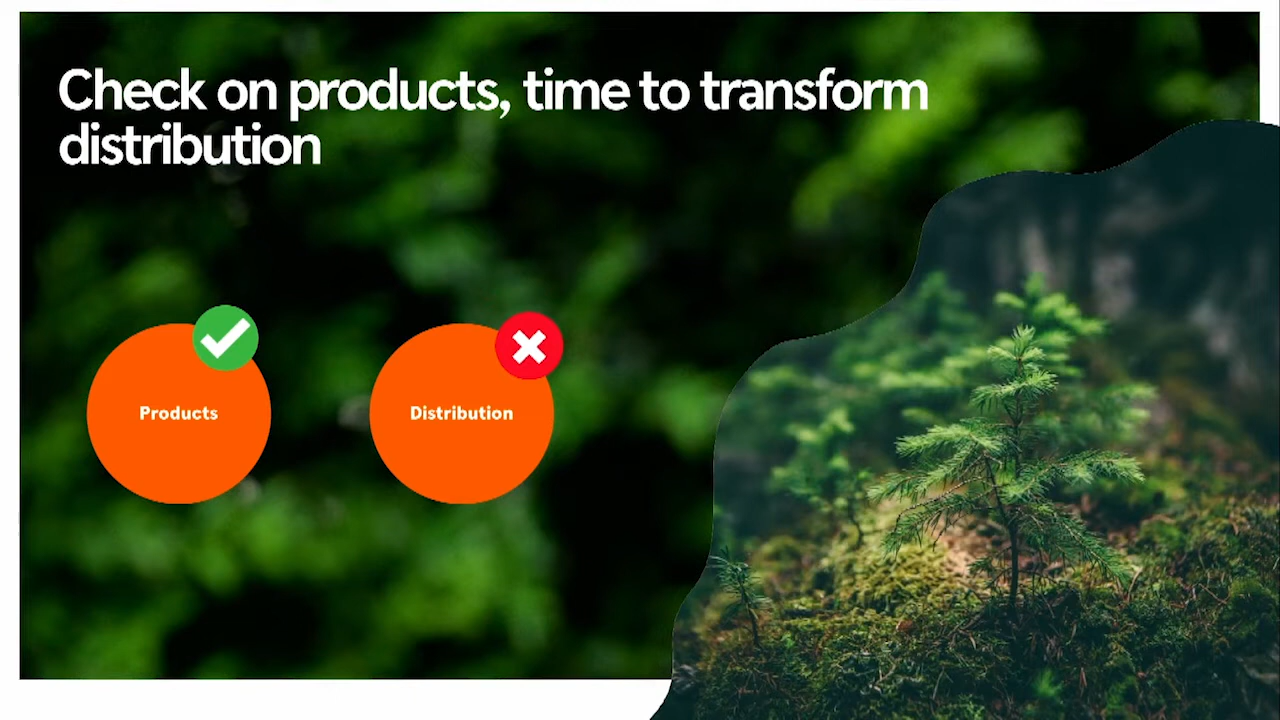 Check on products, time to transform
distribution
Products
Distribution